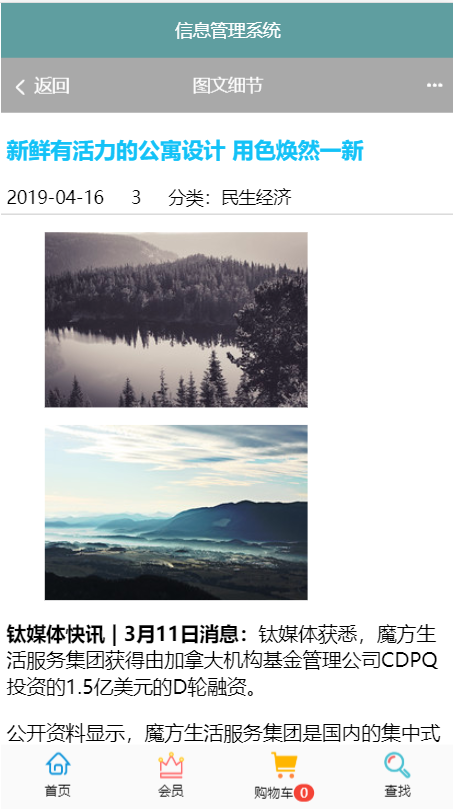 信息管理系统
返回 图文细节
新鲜有活力的公寓设计 用色焕然一新
2019-04-16 3 分类：民生经济
钛媒体快讯 | 3月11日消息：钛媒体获悉，魔方生
活服务集团获得由加拿大机构基金管理公司CDPQ
投资的1.5亿美元的D轮融资。
公开资料显示，魔方生活服务集团是国内的集中式
首页 会员 购物车 0 查找